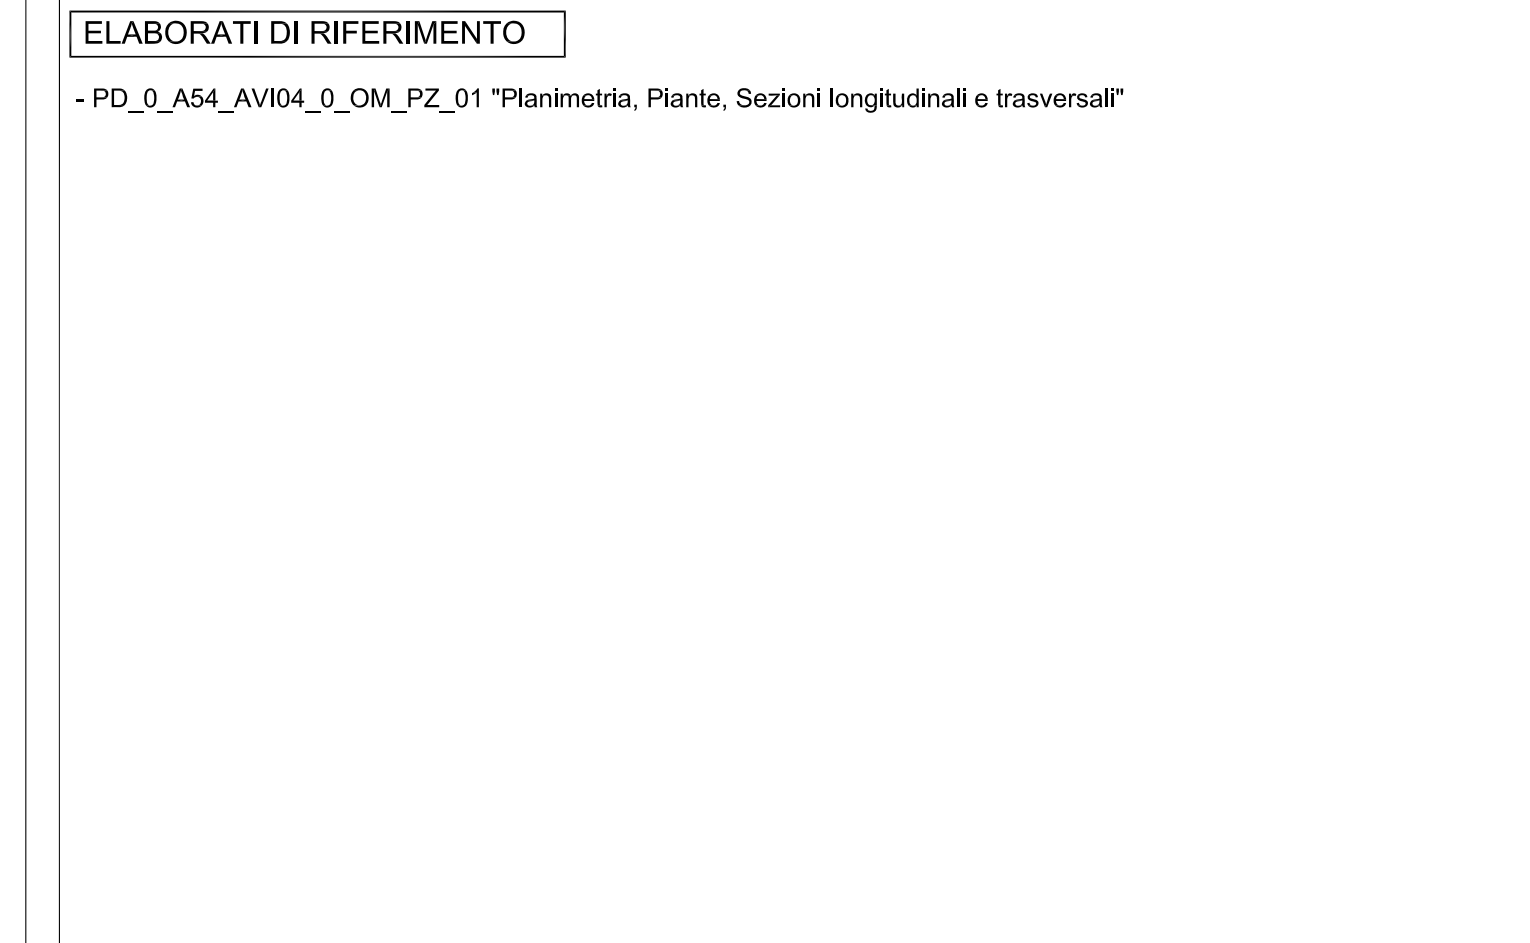 ELABORATI DI RIFERIMENTO
- PD_0_A54_AVI04_0_OM_PZ_01 "Planimetria, Piante, Sezioni longitudinali e trasversali"